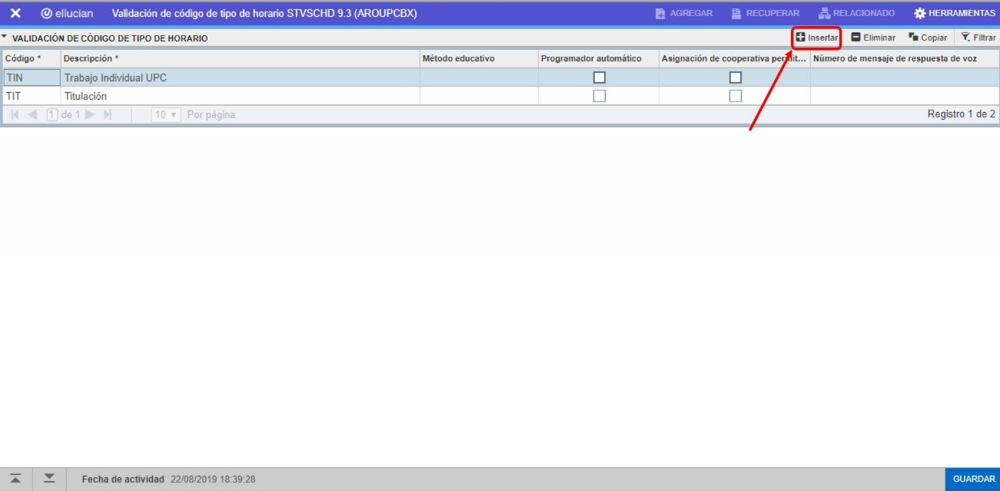 ellucian Validación de código de tipo de horario STVSCHD 9.3 (AROUPCBX) AGREGAR RECUPERAR RELACIONADO HERRAMIENTAS
VALIDACIÓN DE CÓDIGO DE TIPO DE HORARIO Insertar Eliminar Copiar Filtrar
Código * Descripción * Método educativo Programador automático Asignación de cooperativa permit... Número de mensaje de respuesta de voz
TIN Trabajo Individual UPC
TIT Titulación
1 de 1 10 Por página Registro 1 de 2
Fecha de actividad 22/08/2019 18:39:28 GUARDAR